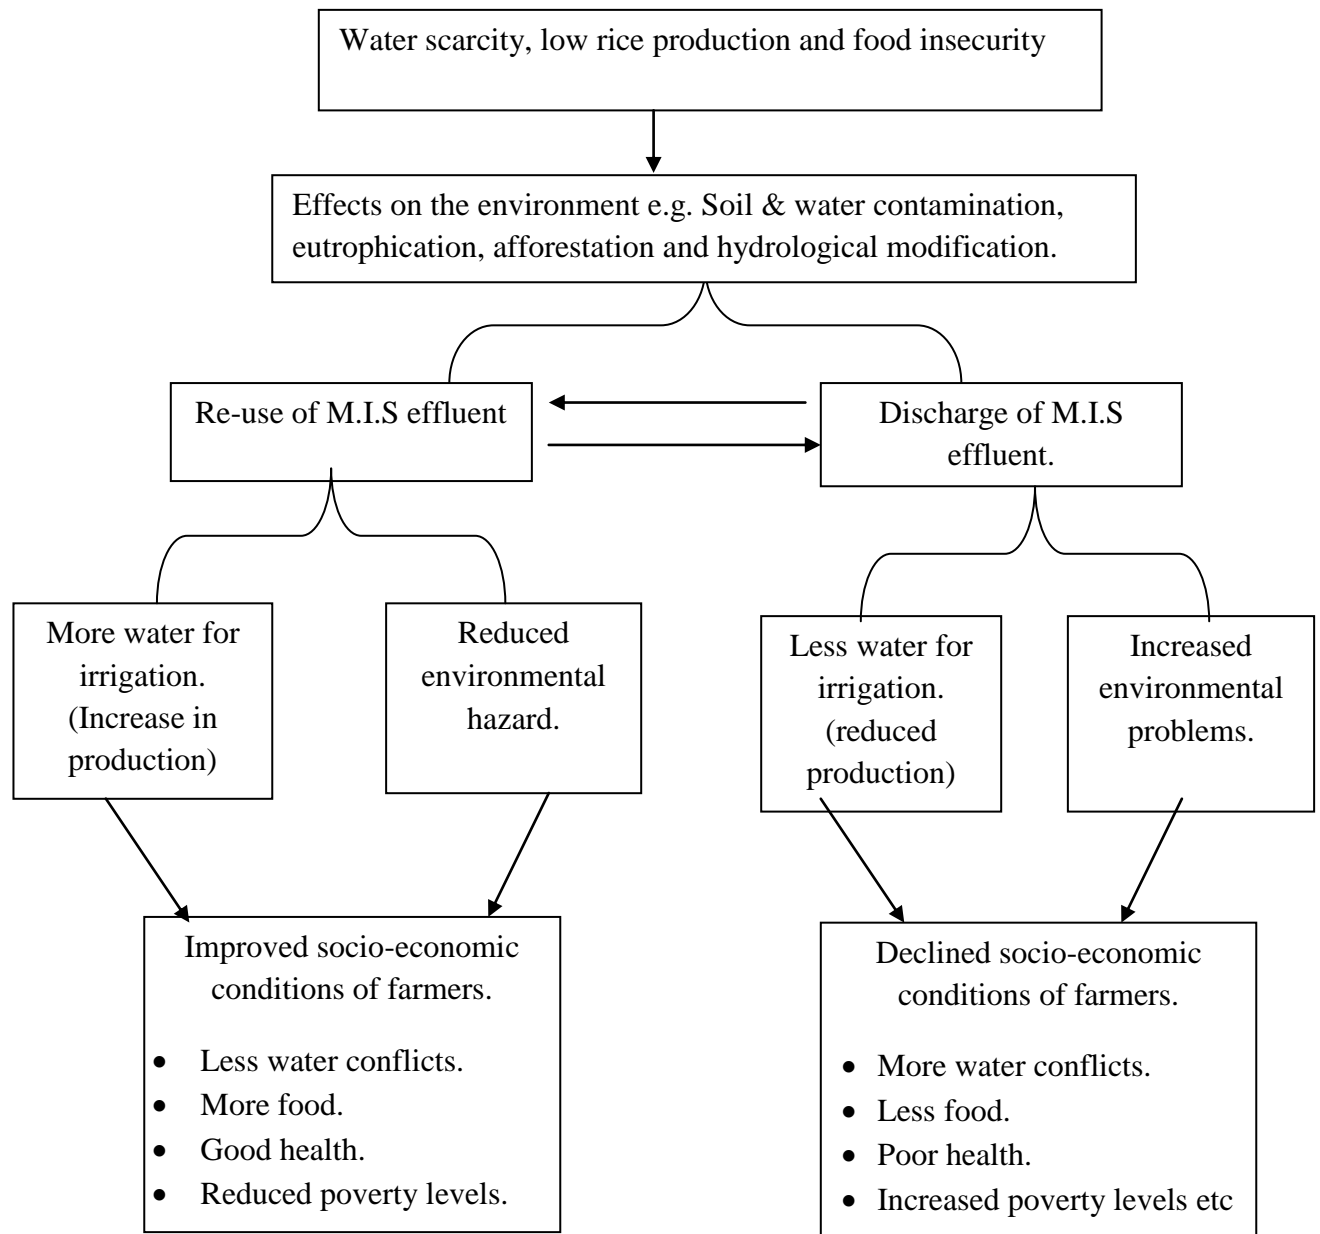 Water scarcity, low rice production and food insecurity
Effects on the environment e.g. Soil & water contamination,
eutrophication, afforestation and hydrological modification.
Re-use of M.I.S effluent
Discharge of M.I.S
effluent.
More water for
irrigation.
(Increase in
production)
Reduced
environmental
hazard.
Less water for
irrigation.
(reduced
production)
Increased
environmental
problems.
Improved socio-economic
conditions of farmers.
• Less water conflicts.
• More food.
• Good health.
• Reduced poverty levels.
Declined socio-economic
conditions of farmers.
• More water conflicts.
• Less food.
• Poor health.
• Increased poverty levels etc